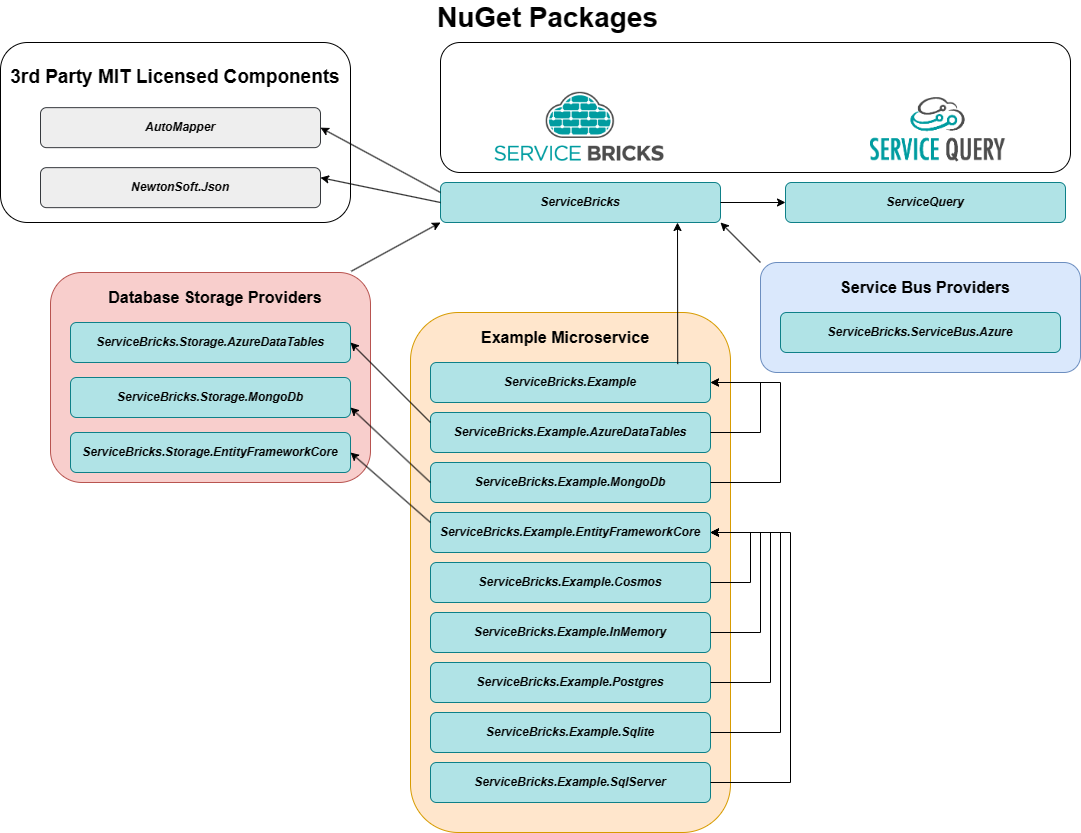 NuGet Packages
3rd Party MIT Licensed Components
AutoMapper
NewtonSoft.Json
SERVICE BRICKS
SERVICE QUERY
ServiceBricks
ServiceQuery
Database Storage Providers
ServiceBricks.Storage.AzureDataTables
ServiceBricks.Storage.MongoDb
ServiceBricks.Storage.EntityFrameworkCore
Service Bus Providers
ServiceBricks.ServiceBus.Azure
Example Microservice
ServiceBricks.Example
ServiceBricks.Example.AzureDataTables
ServiceBricks.Example.MongoDb
ServiceBricks.Example.EntityFrameworkCore
ServiceBricks.Example.Cosmos
ServiceBricks.Example.InMemory
ServiceBricks.Example.Postgres
ServiceBricks.Example.Sqlite
ServiceBricks.Example.SqlServer